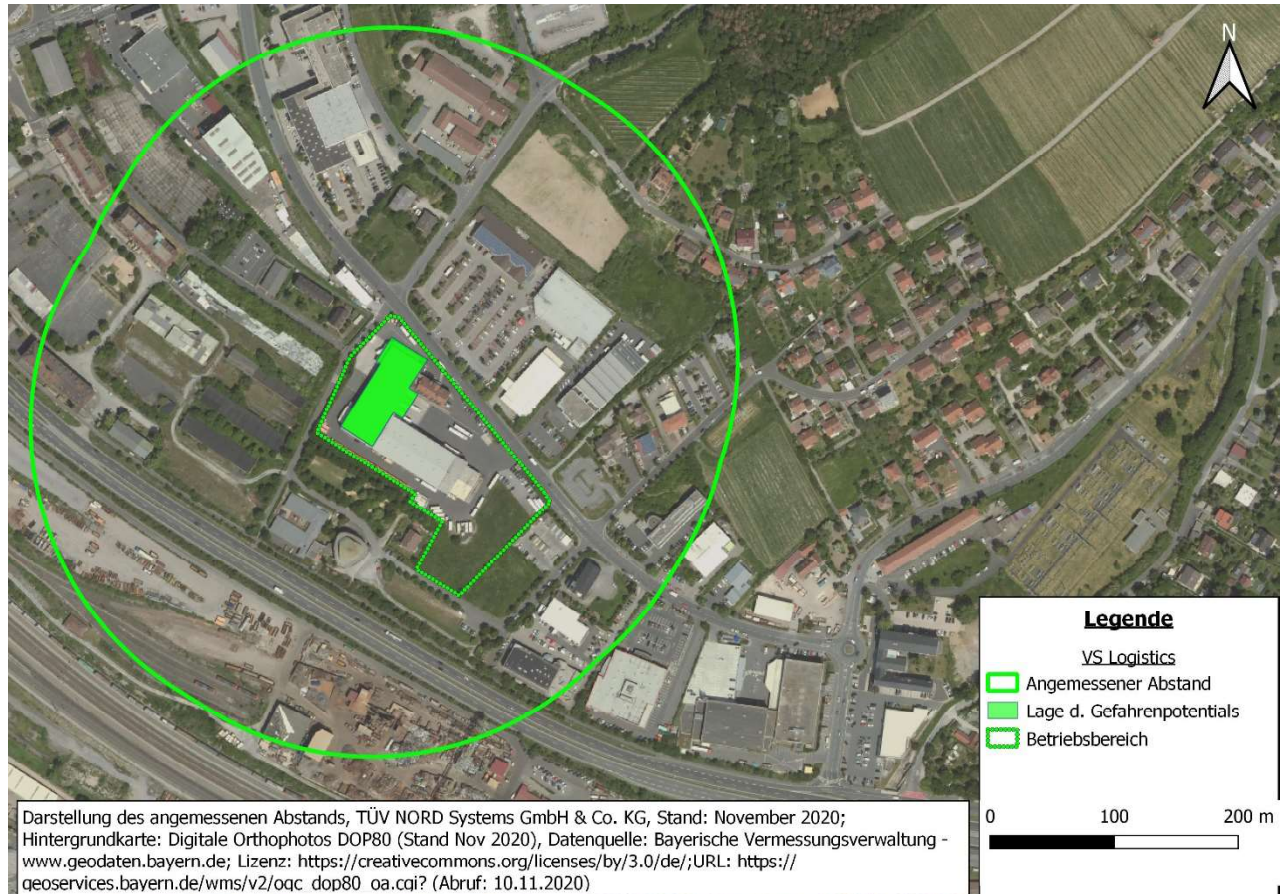 N
Legende
VS Logistics
Angemessener Abstand
Lage d. Gefahrenpotentials
Betriebsbereich
0 100 200 m
Darstellung des angemessenen Abstands, TÜV NORD Systems GmbH & Co. KG, Stand: November 2020;
Hintergrundkarte: Digitale Orthophotos DOP80 (Stand Nov 2020), Datenquelle: Bayerische Vermessungsverwaltung -
www.geodaten.bayern.de; Lizenz: https://creativecommons.org/licenses/by/3.0/de/;URL: https://
geoservices.bayern.de/wms/v2/ogc_dop80_oa.cgi? (Abruf: 10.11.2020)